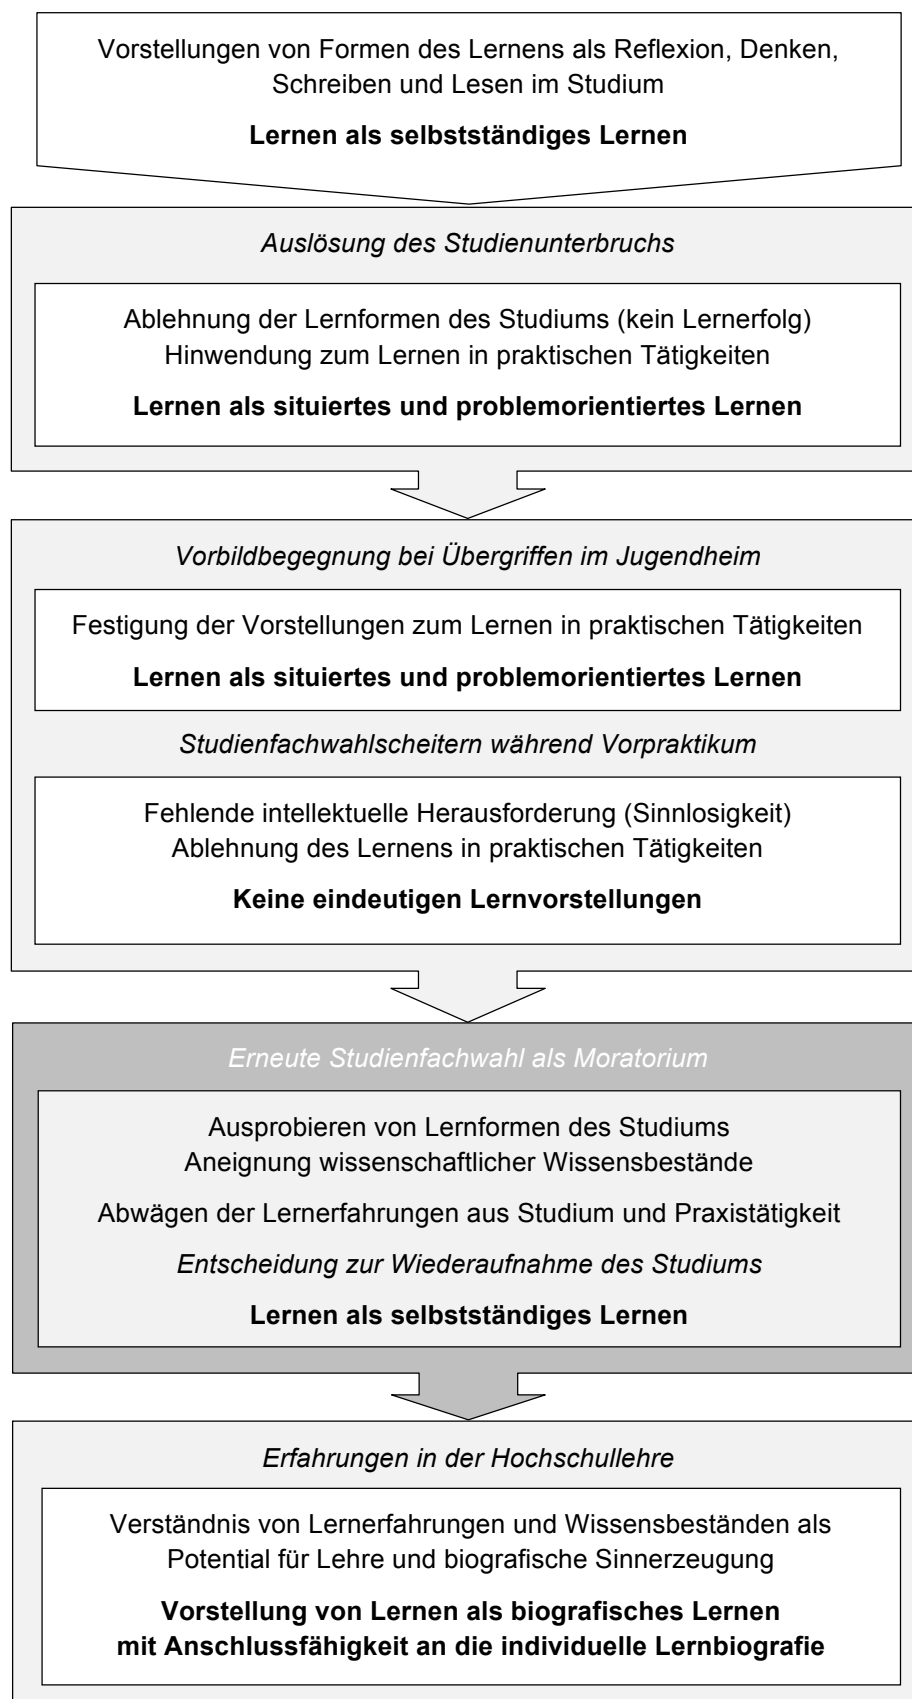 Vorstellungen von Formen des Lernens als Reflexion, Denken,
Schreiben und Lesen im Studium
Lernen als selbstständiges Lernen
Auslösung des Studienunterbruchs
Ablehnung der Lernformen des Studiums (kein Lernerfolg)
Hinwendung zum Lernen in praktischen Tätigkeiten
Lernen als situiertes und problemorientiertes Lernen
Vorbildbegegnung bei Übergriffen im Jugendheim
Festigung der Vorstellungen zum Lernen in praktischen Tätigkeiten
Lernen als situiertes und problemorientiertes Lernen
Studienfachwahlscheitern während Vorpraktikum
Fehlende intellektuelle Herausforderung (Sinnlosigkeit)
Ablehnung des Lernens in praktischen Tätigkeiten
Keine eindeutigen Lernvorstellungen
Erneute Studienfachwahl als Moratorium
Ausprobieren von Lernformen des Studiums
Aneignung wissenschaftlicher Wissensbestände
Abwägen der Lernerfahrungen aus Studium und Praxistätigkeit
Entscheidung zur Wiederaufnahme des Studiums
Lernen als selbstständiges Lernen
Erfahrungen in der Hochschullehre
Verständnis von Lernerfahrungen und Wissensbeständen als
Potential für Lehre und biografische Sinnerzeugung
Vorstellung von Lernen als biografisches Lernen
mit Anschlussfähigkeit an die individuelle Lernbiografie